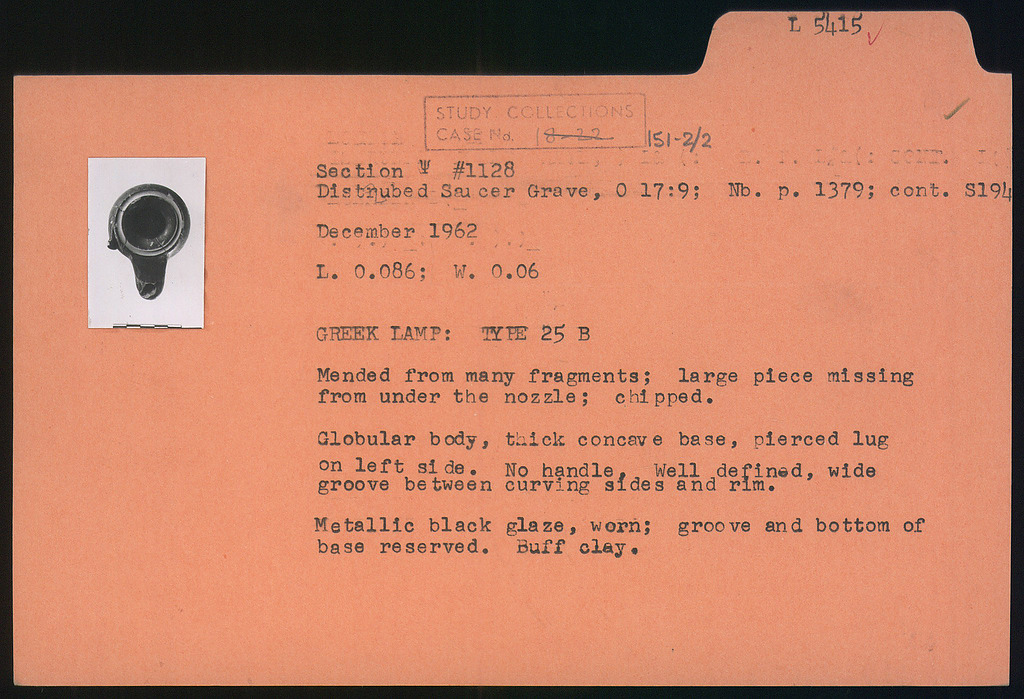 L 5415
STUDY COLLECTIONS
CASE No. 18-22 151-2/2
Section Ψ #1128
Distrubed Saucer Grave, O 17:9; Nb. p. 1379; cont. S194
December 1962
L. 0.086; W. 0.06
GREEK LAMP: TYPE 25 B
Mended from many fragments; large piece missing
from under the nozzle; chipped.
Globular body, thick concave base, pierced lug
on left side. No handle. Well defined, wide
groove between curving sides and rim.
Metallic black glaze, worn; groove and bottom of
base reserved. Buff clay.